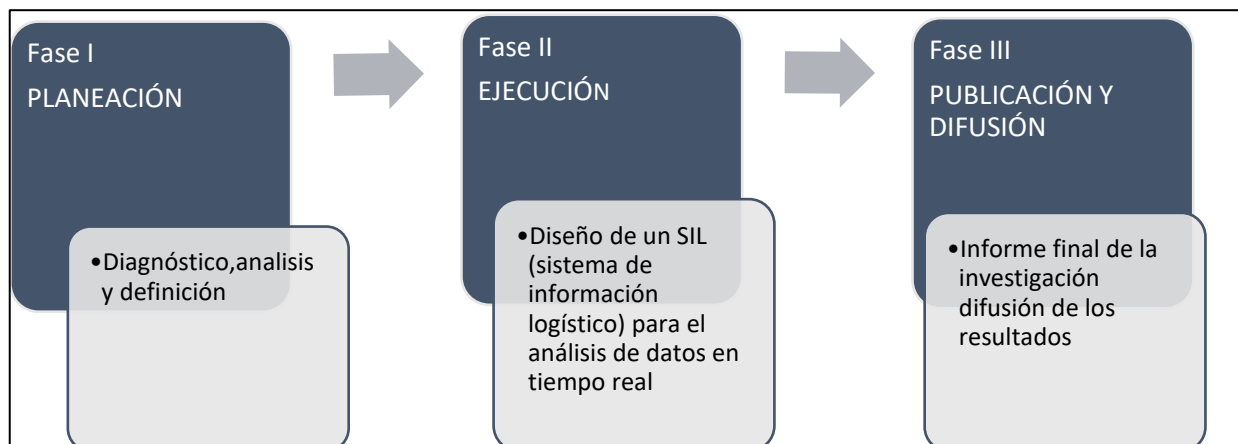 Fase I
PLANEACIÓN
•Diagnóstico,analisis
y definición
Fase II
EJECUCIÓN
•Diseño de un SIL
(sistema de
información
logístico) para el
análisis de datos en
tiempo real
Fase III
PUBLICACIÓN Y
DIFUSIÓN
•Informe final de la
investigación
difusión de los
resultados